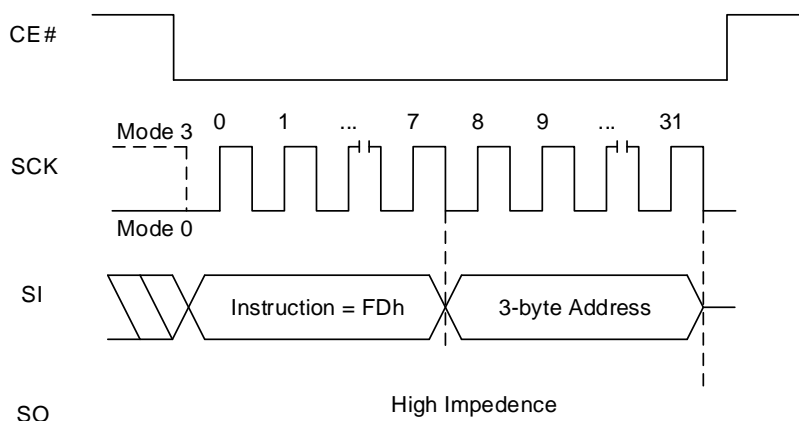 CE#
0 1 ... 7 8 9 ... 31
Mode 3
SCK
Mode 0
SI
Instruction = FDh
3-byte Address
High Impedence
SO